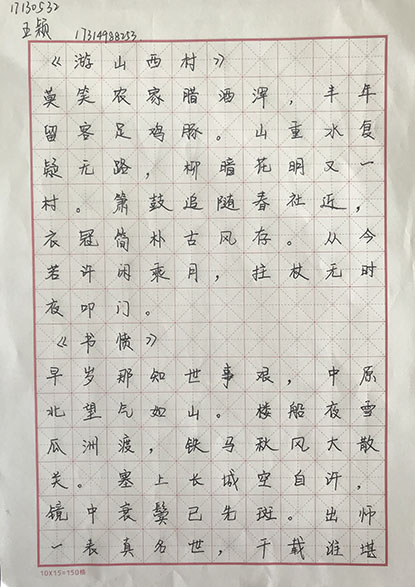 17130532
王颖 17314988253
《游山西村》
莫笑农家腊酒浑，丰年
留客足鸡豚。山重水复
疑无路，柳暗花明又一
村。箫鼓追随春社近，
衣冠简朴古风存。从今
若许闲乘月，拄杖无时
夜叩门。
《书愤》
早岁那知世事艰，中原
北望气如山。楼船夜雪
瓜洲渡，铁马秋风大散
关。塞上长城空自许，
镜中衰鬓已先斑。出师
一表真名世，千载谁堪
10X15=150格